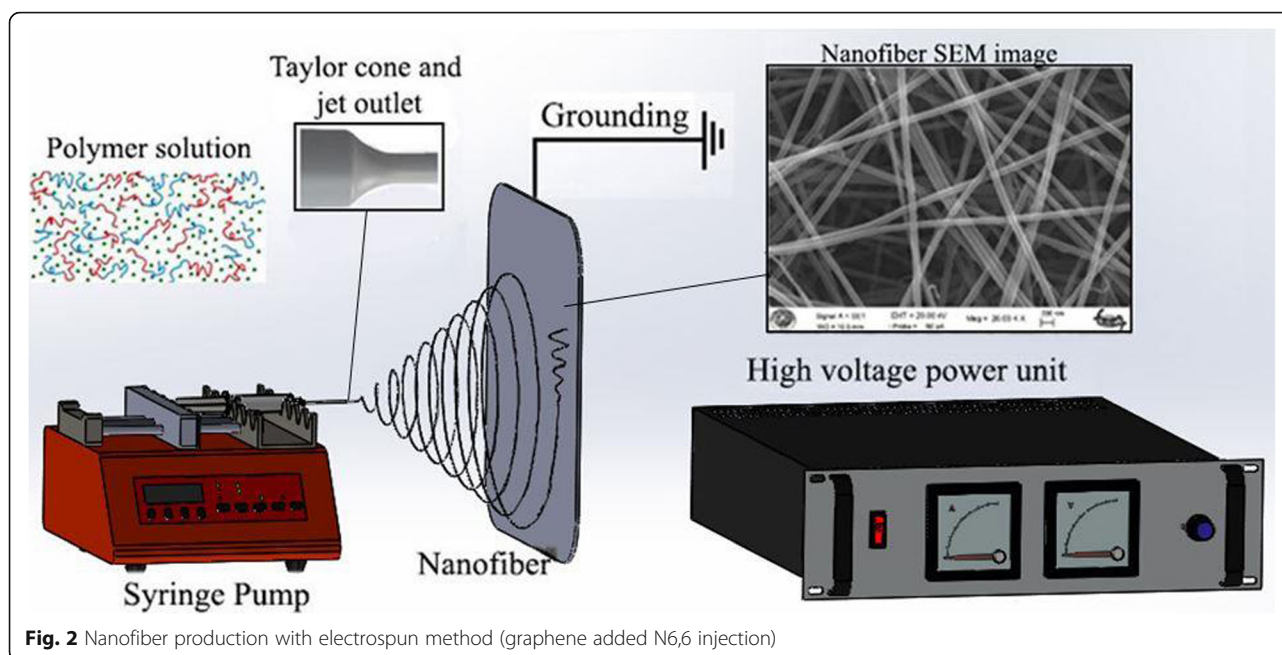 Taylor cone and
jet outlet
Nanofiber SEM image
Grounding
Polymer solution
High voltage power unit
A
V
Nanofiber
Syringe Pump
Fig. 2 Nanofiber production with electrospun method (graphene added N6,6 injection)